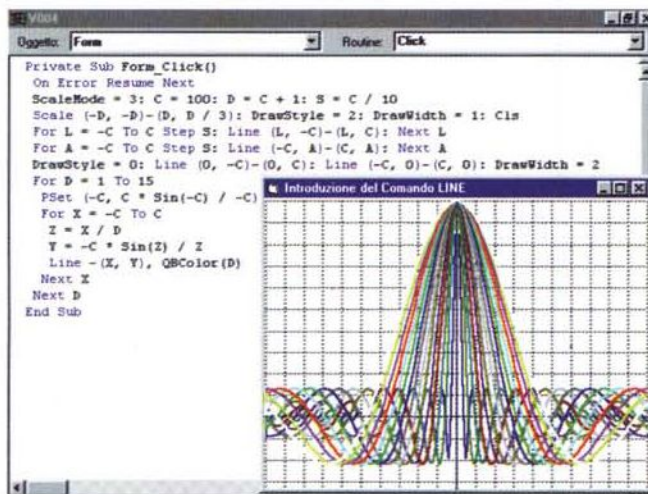 V004
Oggetto: Form Routine: Click
Private Sub Form_Click()
On Error Resume Next
ScaleMode = 3: C = 100: D = C + 1: S = C / 10
Scale (-D, -D)-(D, D / 3): DrawStyle = 2: DrawWidth = 1: Cls
For L = -C To C Step S: Line (L, -C)-(L, C): Next L
For A = -C To C Step S: Line (-C, A)-(C, A): Next A
DrawStyle = 0: Line (0, -C)-(0, C): Line (-C, 0)-(C, 0): DrawWidth = 2
For D = 1 To 15
PSet (-C, C * Sin(-C) / -C)
For X = -C To C
Z = X / D
Y = -C * Sin(Z) / Z
Line -(X, Y), QBColor(D)
Next X
Next D
End Sub
Introduzione del Comando LINE